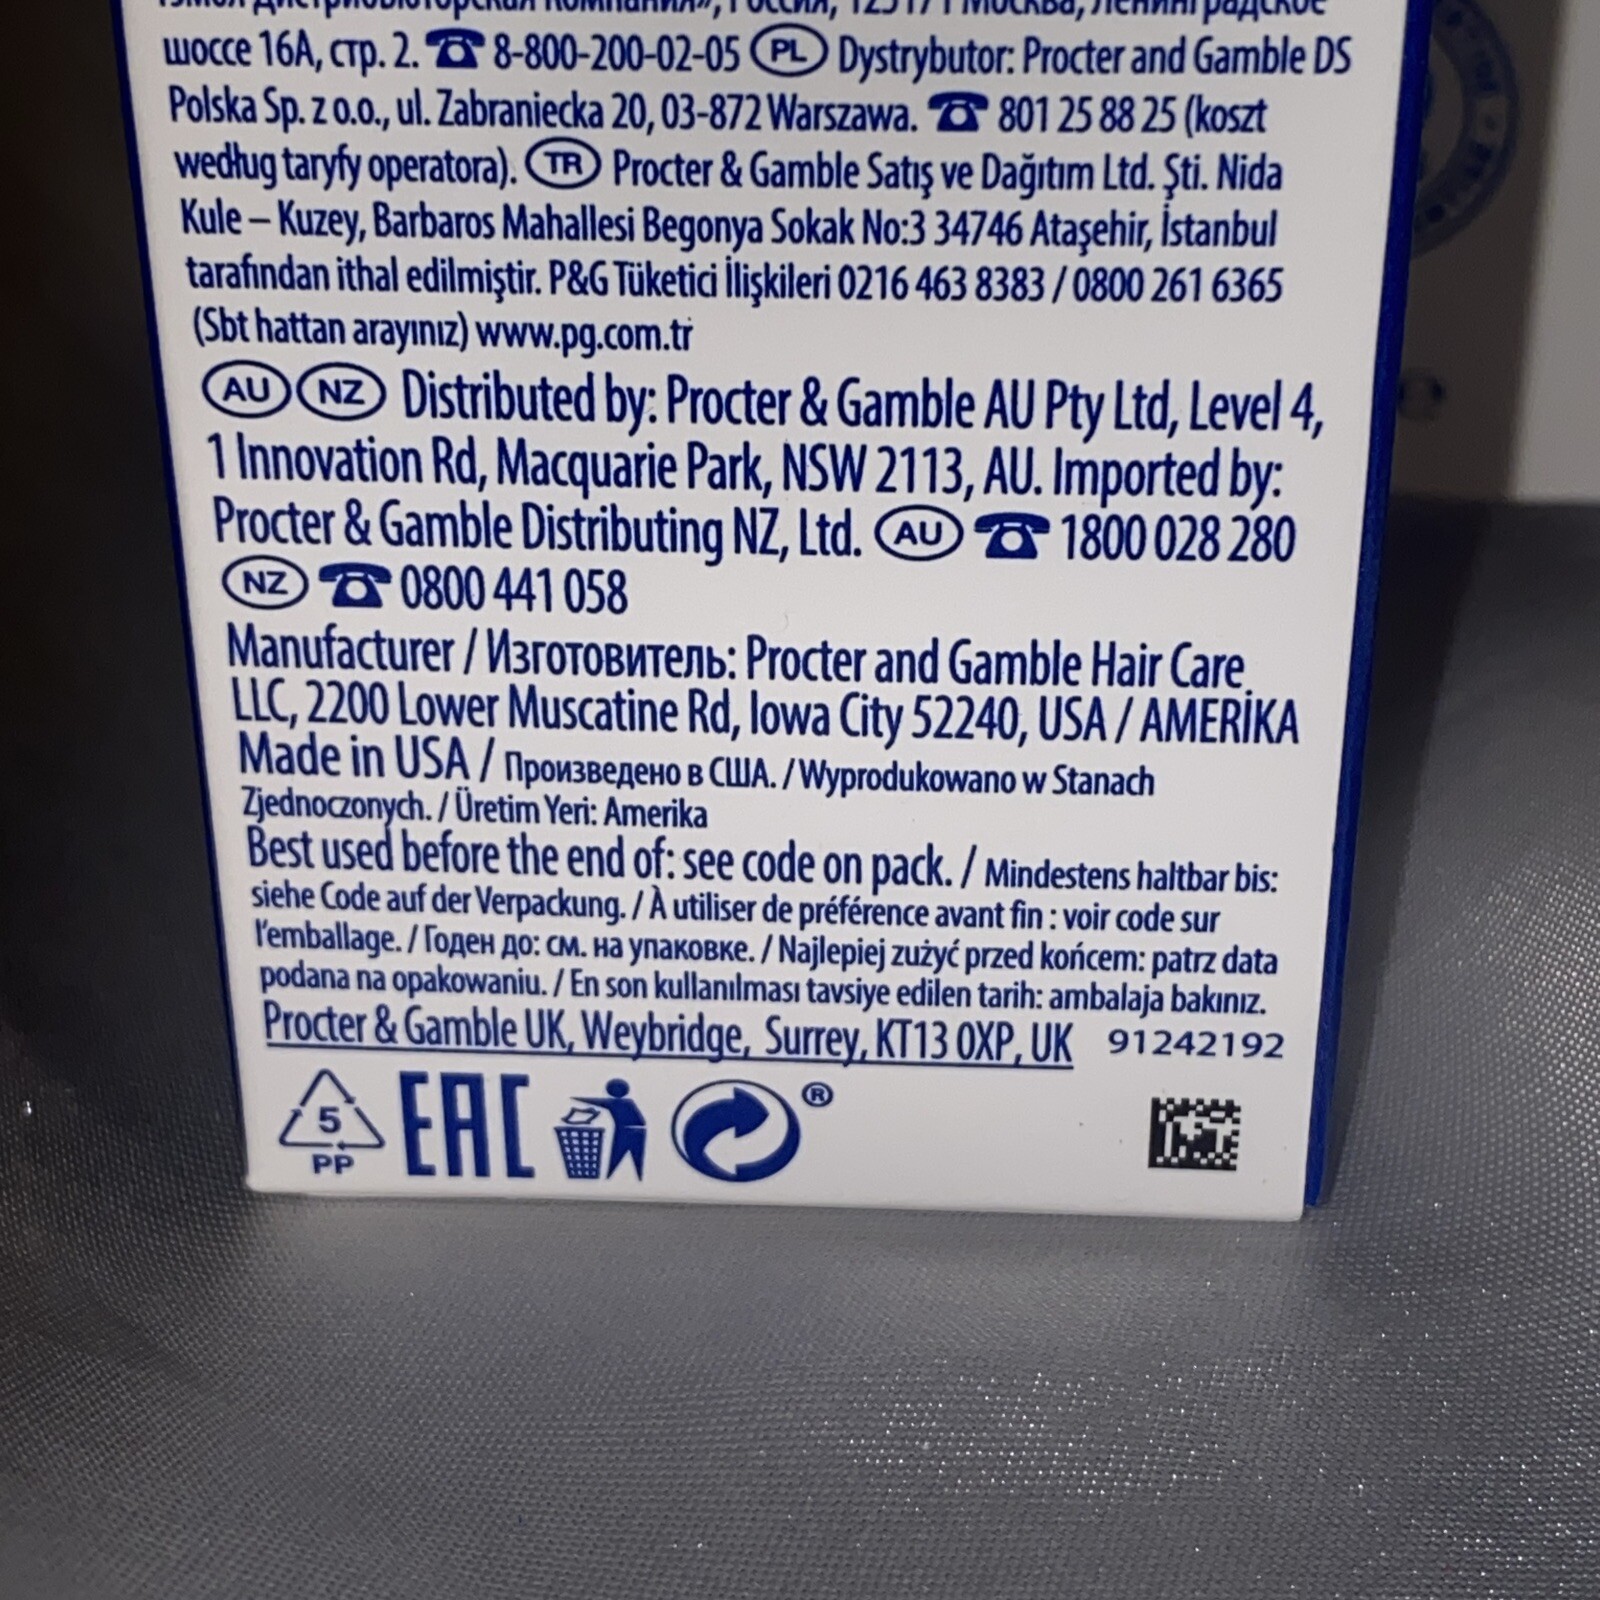 дистрибьюторская компания», Россия, 125171 Москва, Ленинградское
шоссе 16А, стр. 2. 8-800-200-02-05 PL Dystrybutor: Procter and Gamble DS
Polska Sp. z o.o., ul. Zabraniecka 20, 03-872 Warszawa. 801 25 88 25 (koszt
według taryfy operatora). TR Procter & Gamble Satış ve Dağıtım Ltd. Şti. Nida
Kule – Kuzey, Barbaros Mahallesi Begonya Sokak No:3 34746 Ataşehir, İstanbul
tarafından ithal edilmiştir. P&G Tüketici İlişkileri 0216 463 8383 / 0800 261 6365
(Sbt hattan arayınız) www.pg.com.tr
AU NZ Distributed by: Procter & Gamble AU Pty Ltd, Level 4,
1 Innovation Rd, Macquarie Park, NSW 2113, AU. Imported by:
Procter & Gamble Distributing NZ, Ltd. AU 1800 028 280
NZ 0800 441 058
Manufacturer / Изготовитель: Procter and Gamble Hair Care
LLC, 2200 Lower Muscatine Rd, Iowa City 52240, USA / AMERİKA
Made in USA / Произведено в США. / Wyprodukowano w Stanach
Zjednoczonych. / Üretim Yeri: Amerika
Best used before the end of: see code on pack. / Mindestens haltbar bis:
siehe Code auf der Verpackung. / À utiliser de préférence avant fin : voir code sur
l'emballage. / Годен до: см. на упаковке. / Najlepiej zużyć przed końcem: patrz data
podana na opakowaniu. / En son kullanılması tavsiye edilen tarih: ambalaja bakınız.
Procter & Gamble UK, Weybridge, Surrey, KT13 0XP, UK 91242192
5 EAC ®
PP